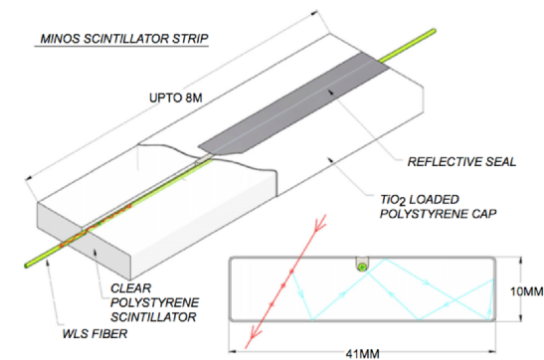 MINOS SCINTILLATOR STRIP
UPTO 8M
REFLECTIVE SEAL
TiO2 LOADED
POLYSTYRENE CAP
CLEAR
POLYSTYRENE
SCINTILLATOR
WLS FIBER
10MM
41MM